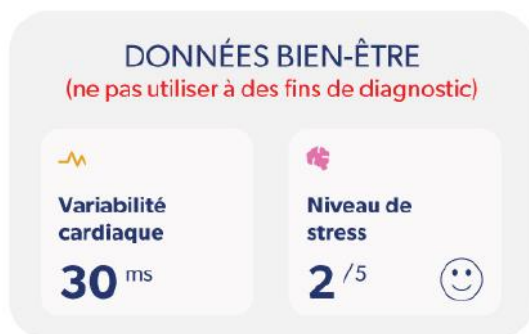 DONNÉES BIEN-ÊTRE
(ne pas utiliser à des fins de diagnostic)
Variabilité
cardiaque
30 ms
Niveau de
stress
2 /5